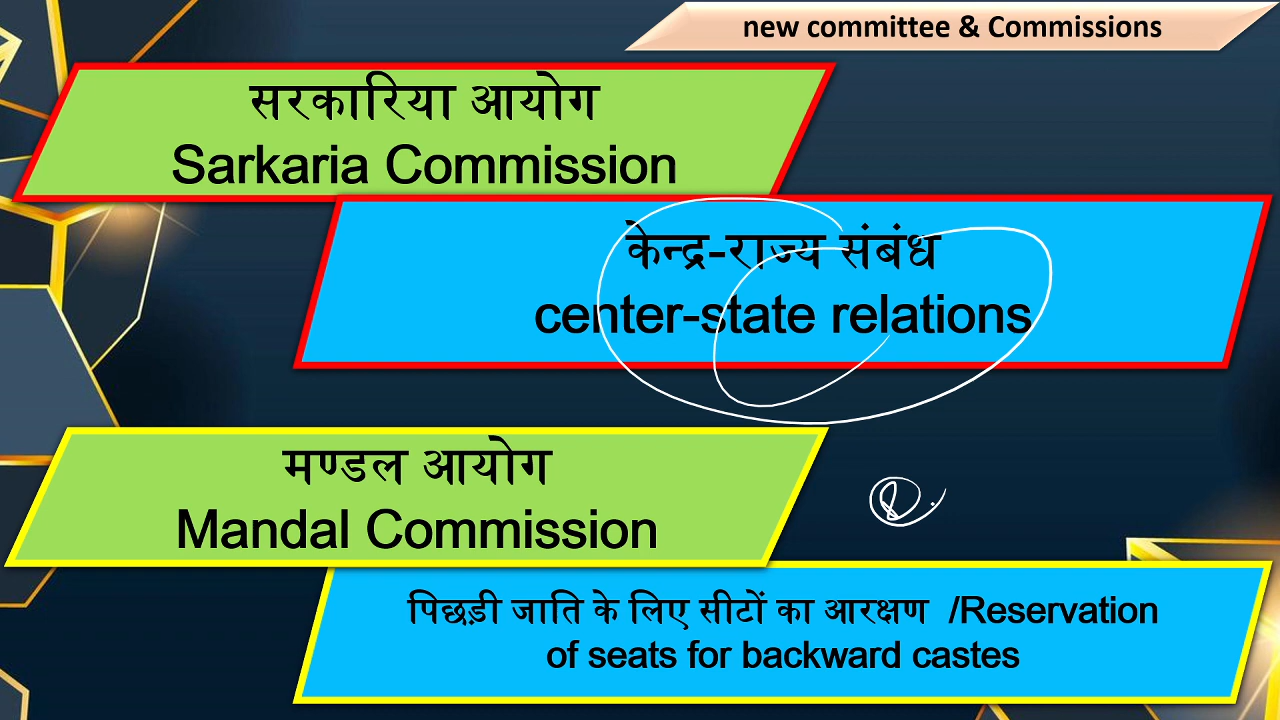 new committee & Commissions
सरकारिया आयोग
Sarkaria Commission
केन्द्र-राज्य संबंध
center-state relations
मण्डल आयोग
Mandal Commission
पिछड़ी जाति के लिए सीटों का आरक्षण /Reservation
of seats for backward castes